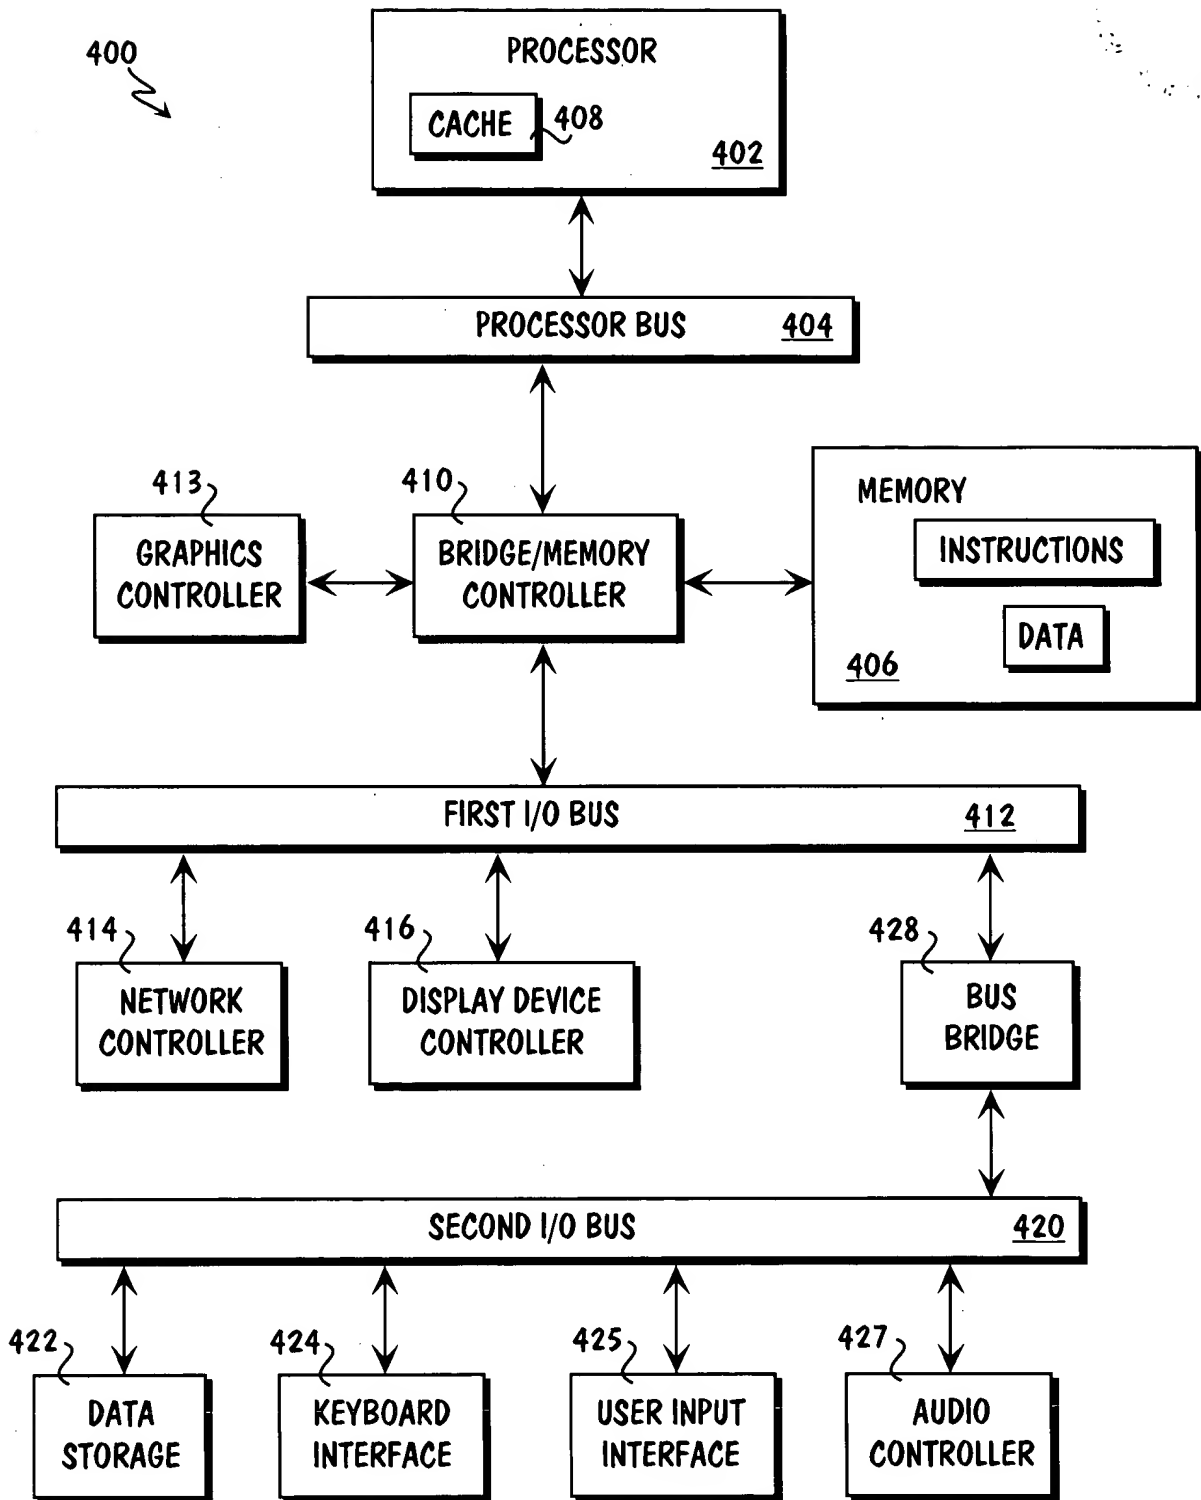 400
PROCESSOR
CACHE
408
402
PROCESSOR BUS
404
413
410
MEMORY
GRAPHICS
CONTROLLER
BRIDGE/MEMORY
CONTROLLER
INSTRUCTIONS
DATA
406
FIRST I/O BUS
412
414
416
428
NETWORK
CONTROLLER
DISPLAY DEVICE
CONTROLLER
BUS
BRIDGE
SECOND I/O BUS
420
422
424
425
427
DATA
STORAGE
KEYBOARD
INTERFACE
USER INPUT
INTERFACE
AUDIO
CONTROLLER